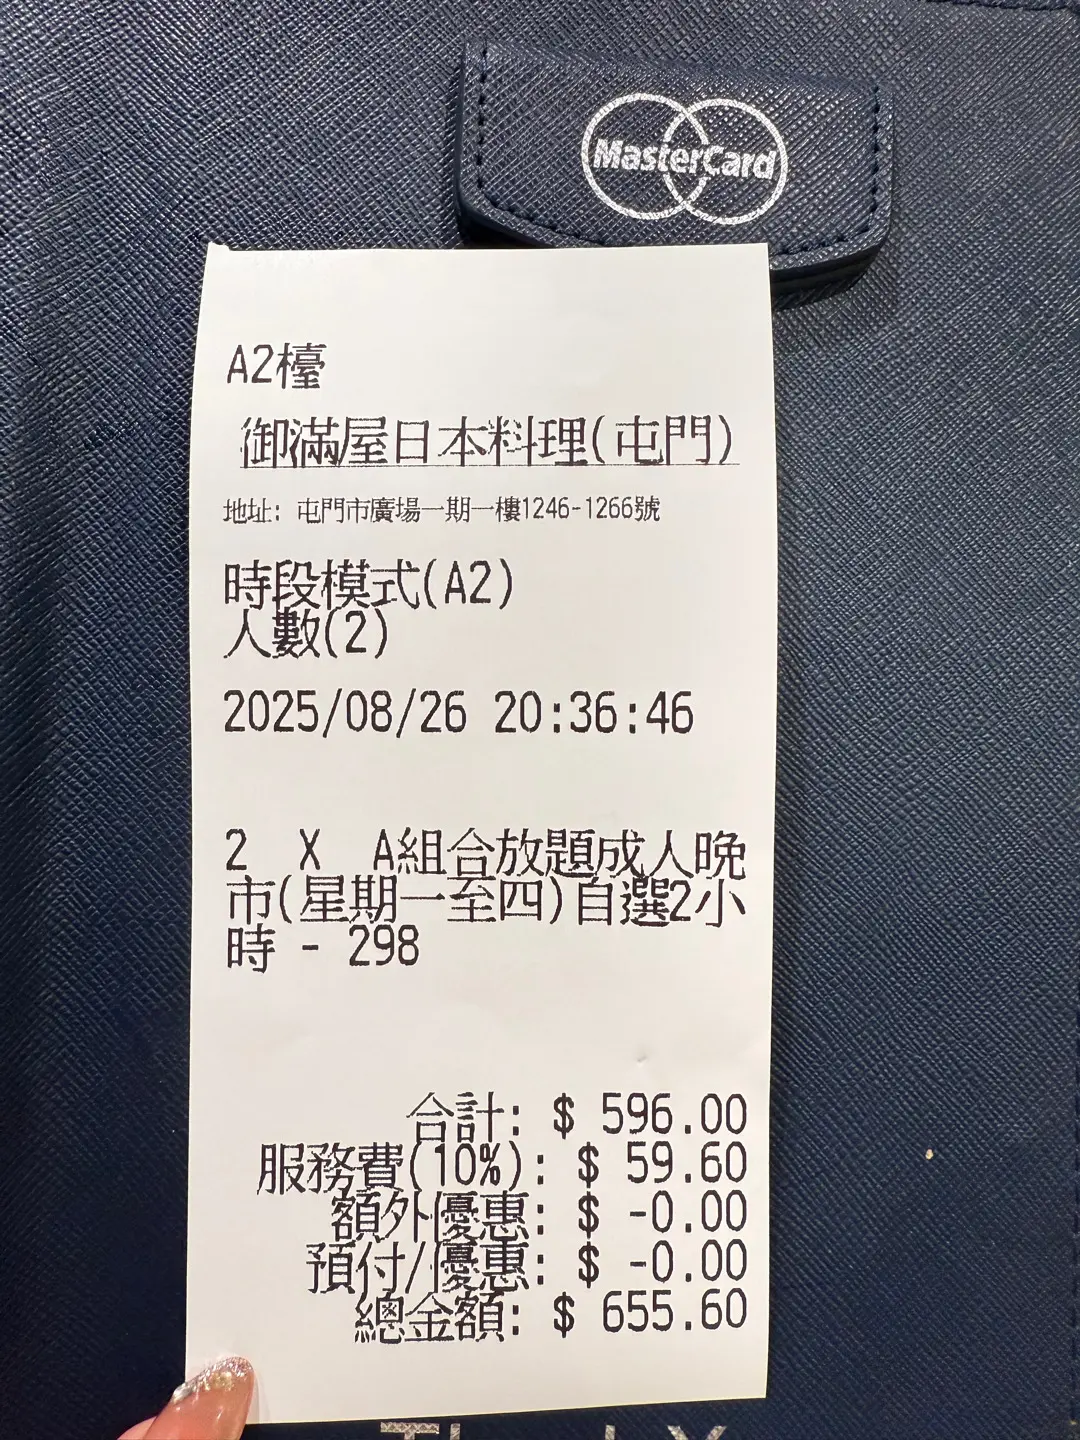 MasterCard
A2檯
御滿屋日本料理(屯門)
地址: 屯門市廣場一期一樓1246-1266號
時段模式(A2)
人數(2)
2025/08/26 20:36:46
2 X A組合放題成人晚
市(星期一至四)自選2小
時 - 298
合計: $ 596.00
服務費(10%): $ 59.60
額外優惠: $ -0.00
預付/優惠: $ -0.00
總金額: $ 655.60